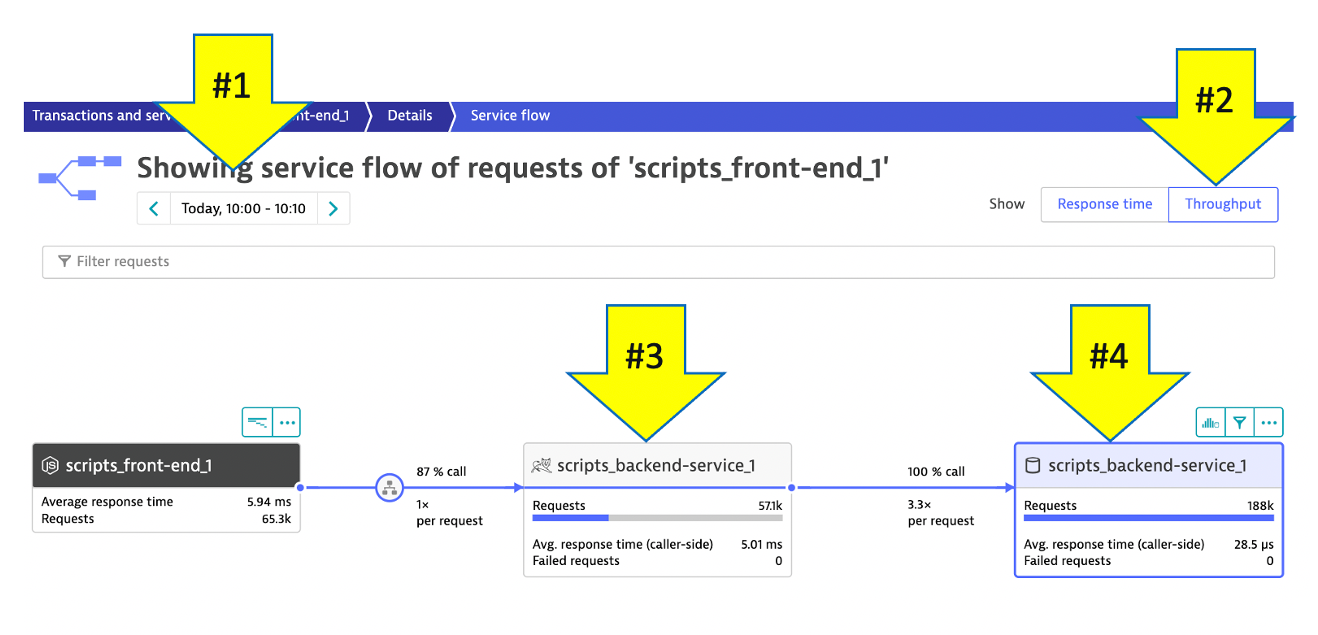 #1
#2
Transactions and serv nt-end_1 Details Service flow
Showing service flow of requests of 'scripts_front-end_1'
Today, 10:00 - 10:10
Show Response time Throughput
Filter requests
#3
#4
scripts_front-end_1
Average response time 5.94 ms
Requests 65.3k
87 % call
1×
per request
scripts_backend-service_1
Requests 57.1k
Avg. response time (caller-side) 5.01 ms
Failed requests 0
100 % call
3.3×
per request
scripts_backend-service_1
Requests 188k
Avg. response time (caller-side) 28.5 µs
Failed requests 0